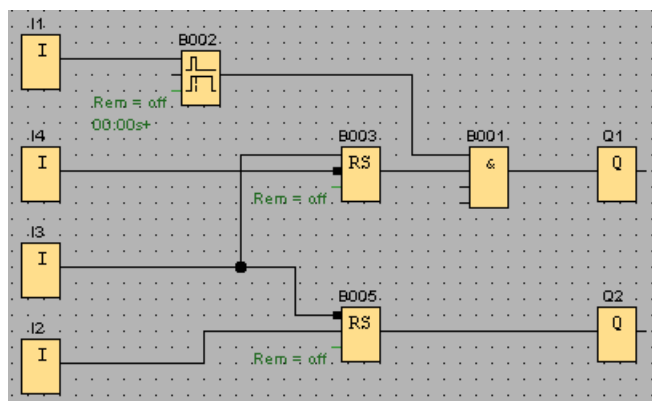 I1
I
B002
Rem = off
00:00s+
I4
I
B003
RS
Rem = off
B001
&
Q1
Q
I3
I
B005
RS
Rem = off
Q2
Q
I2
I